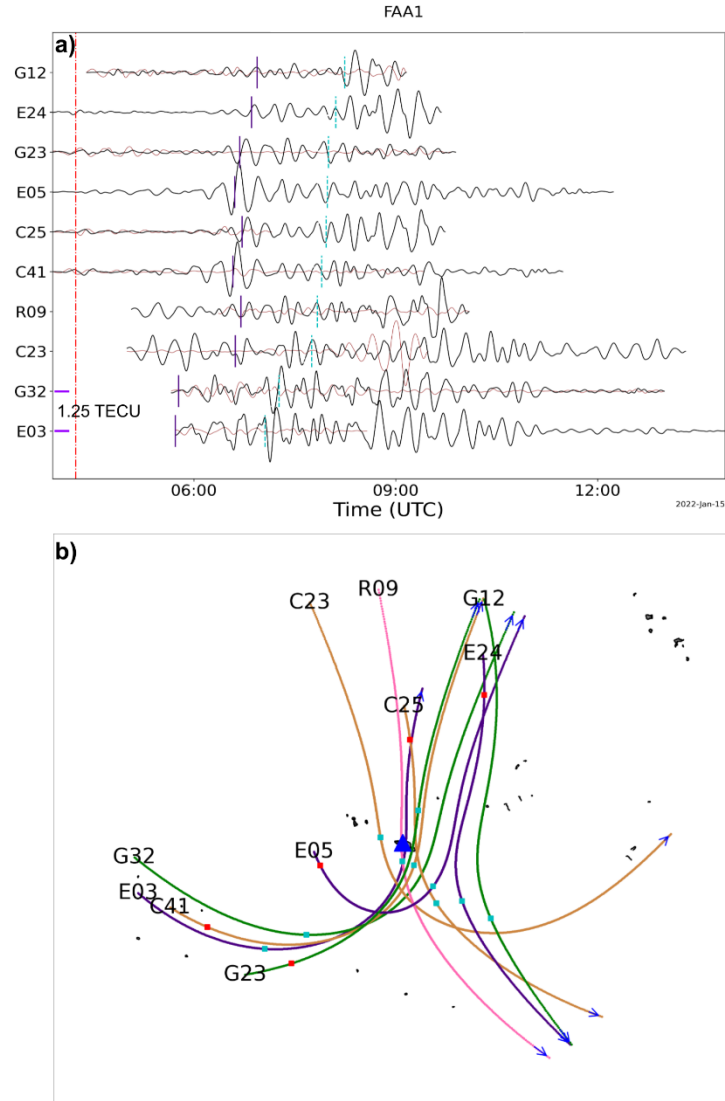 FAA1
a)
G12
E24
G23
E05
C25
C41
R09
C23
G32
1.25 TECU
E03
06:00 09:00 12:00
Time (UTC)
2022-Jan-15
b)
C23 R09 G12
E24
C25
G32 E05
E03
C41
G23